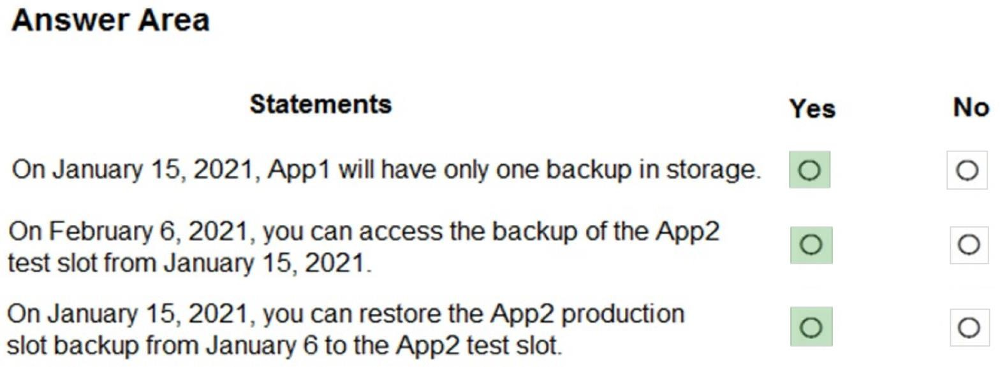 Answer Area
Statements Yes No
On January 15, 2021, App1 will have only one backup in storage.
On February 6, 2021, you can access the backup of the App2
test slot from January 15, 2021.
On January 15, 2021, you can restore the App2 production
slot backup from January 6 to the App2 test slot.